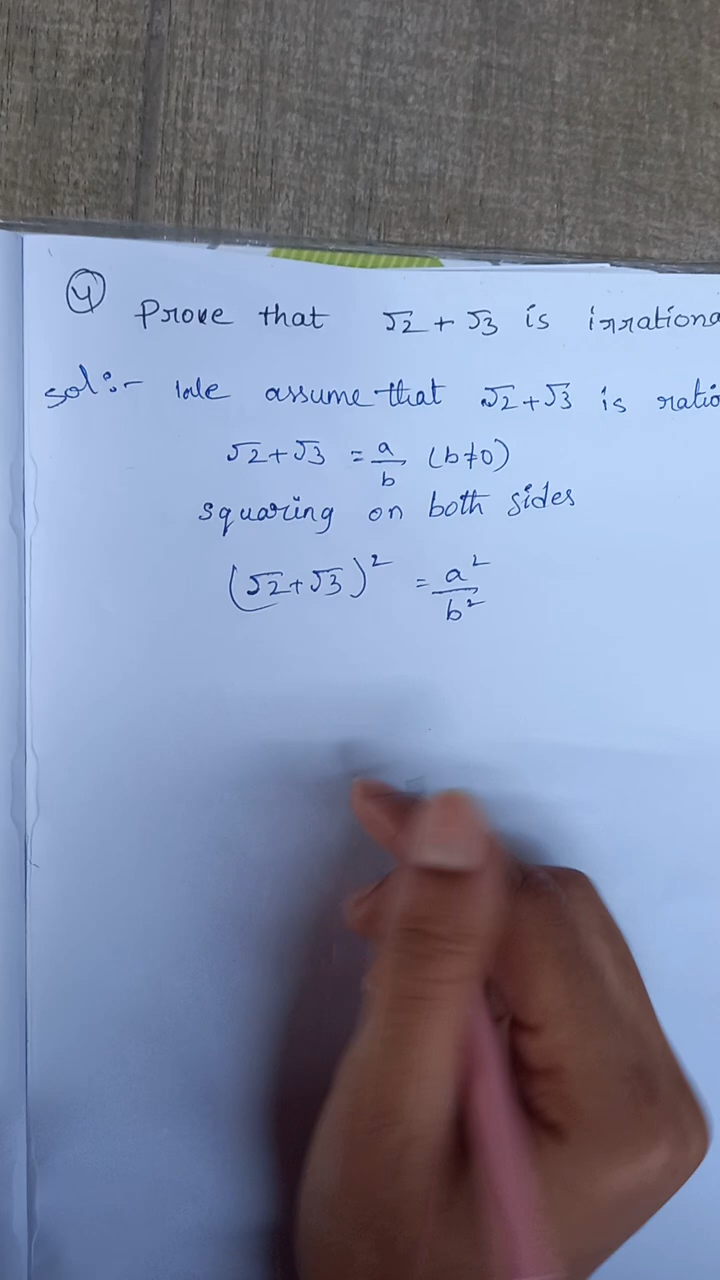 ④ Prove that √2 + √3 is irrationa
Sol:- We assume that √2+√3 is ratio
√2+√3 = a/b (b≠0)
squaring on both sides
(√2+√3)² = a²/b²